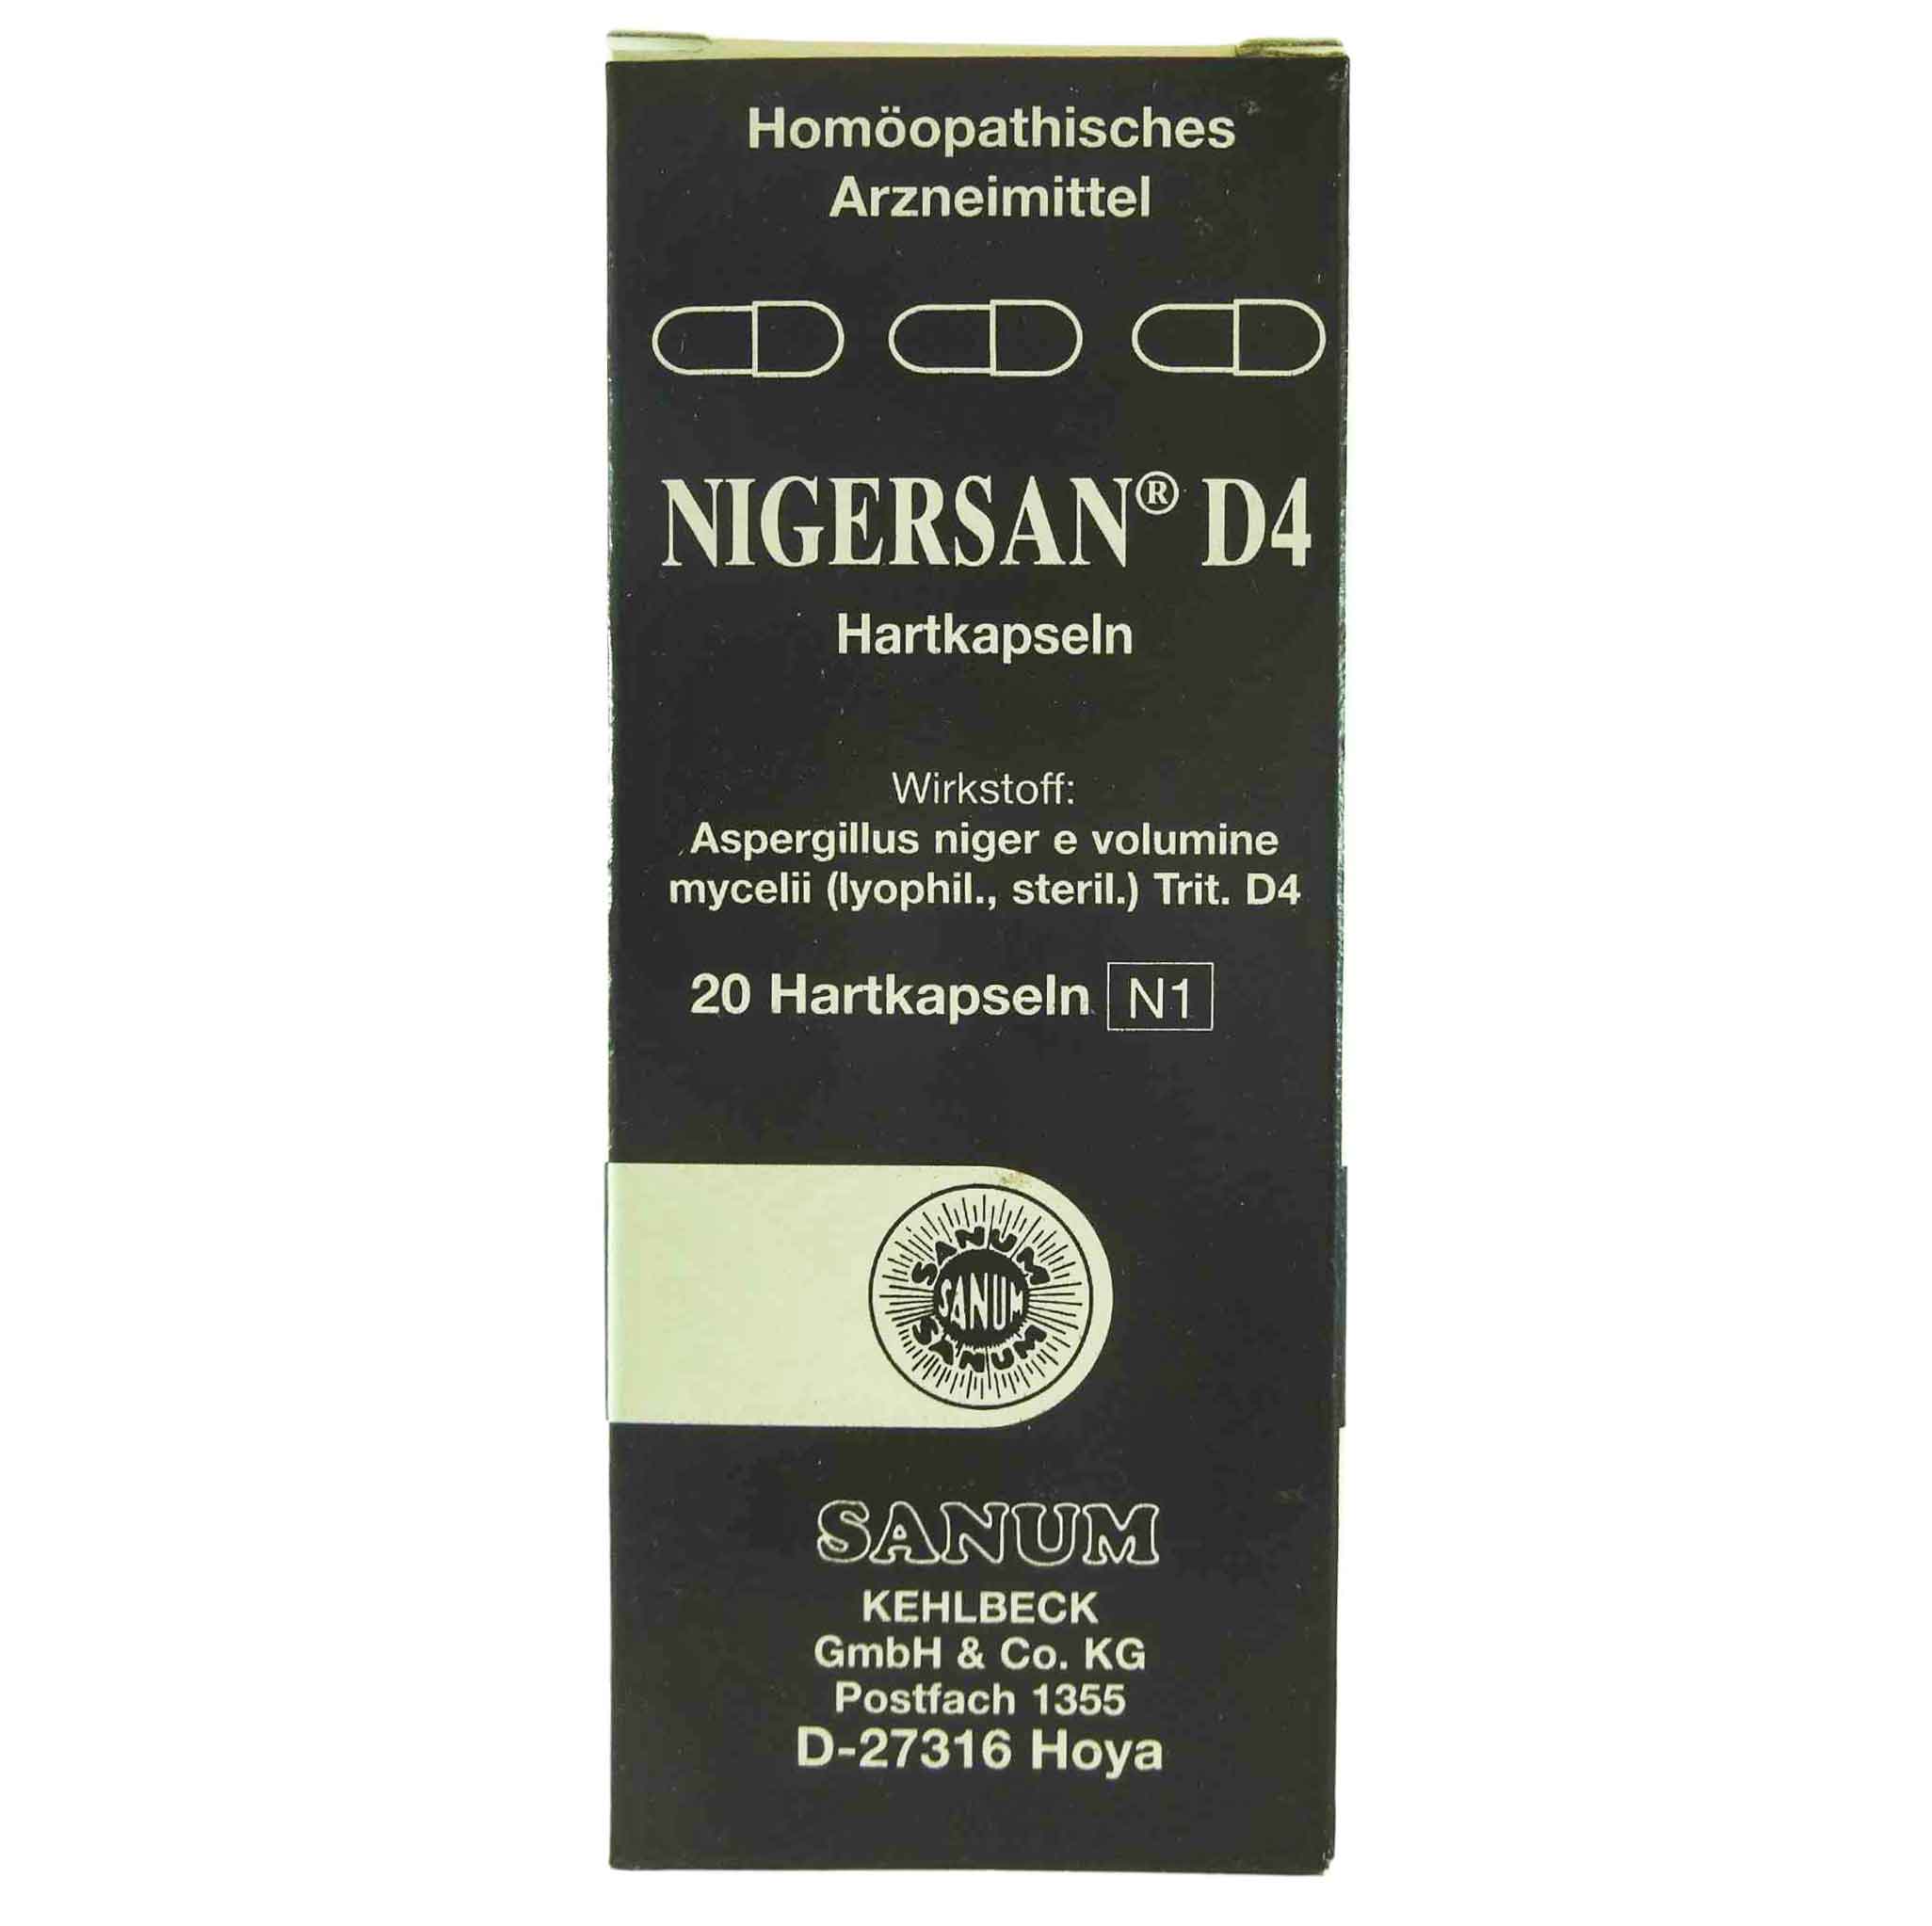 Homöopathisches
Arzneimittel
NIGERSAN® D4
Hartkapseln
Wirkstoff:
Aspergillus niger e volumine
mycelii (lyophil., steril.) Trit. D4
20 Hartkapseln N1
SANUM
SANUM
SANUM
SANUM
KEHLBECK
GmbH & Co. KG
Postfach 1355
D-27316 Hoya